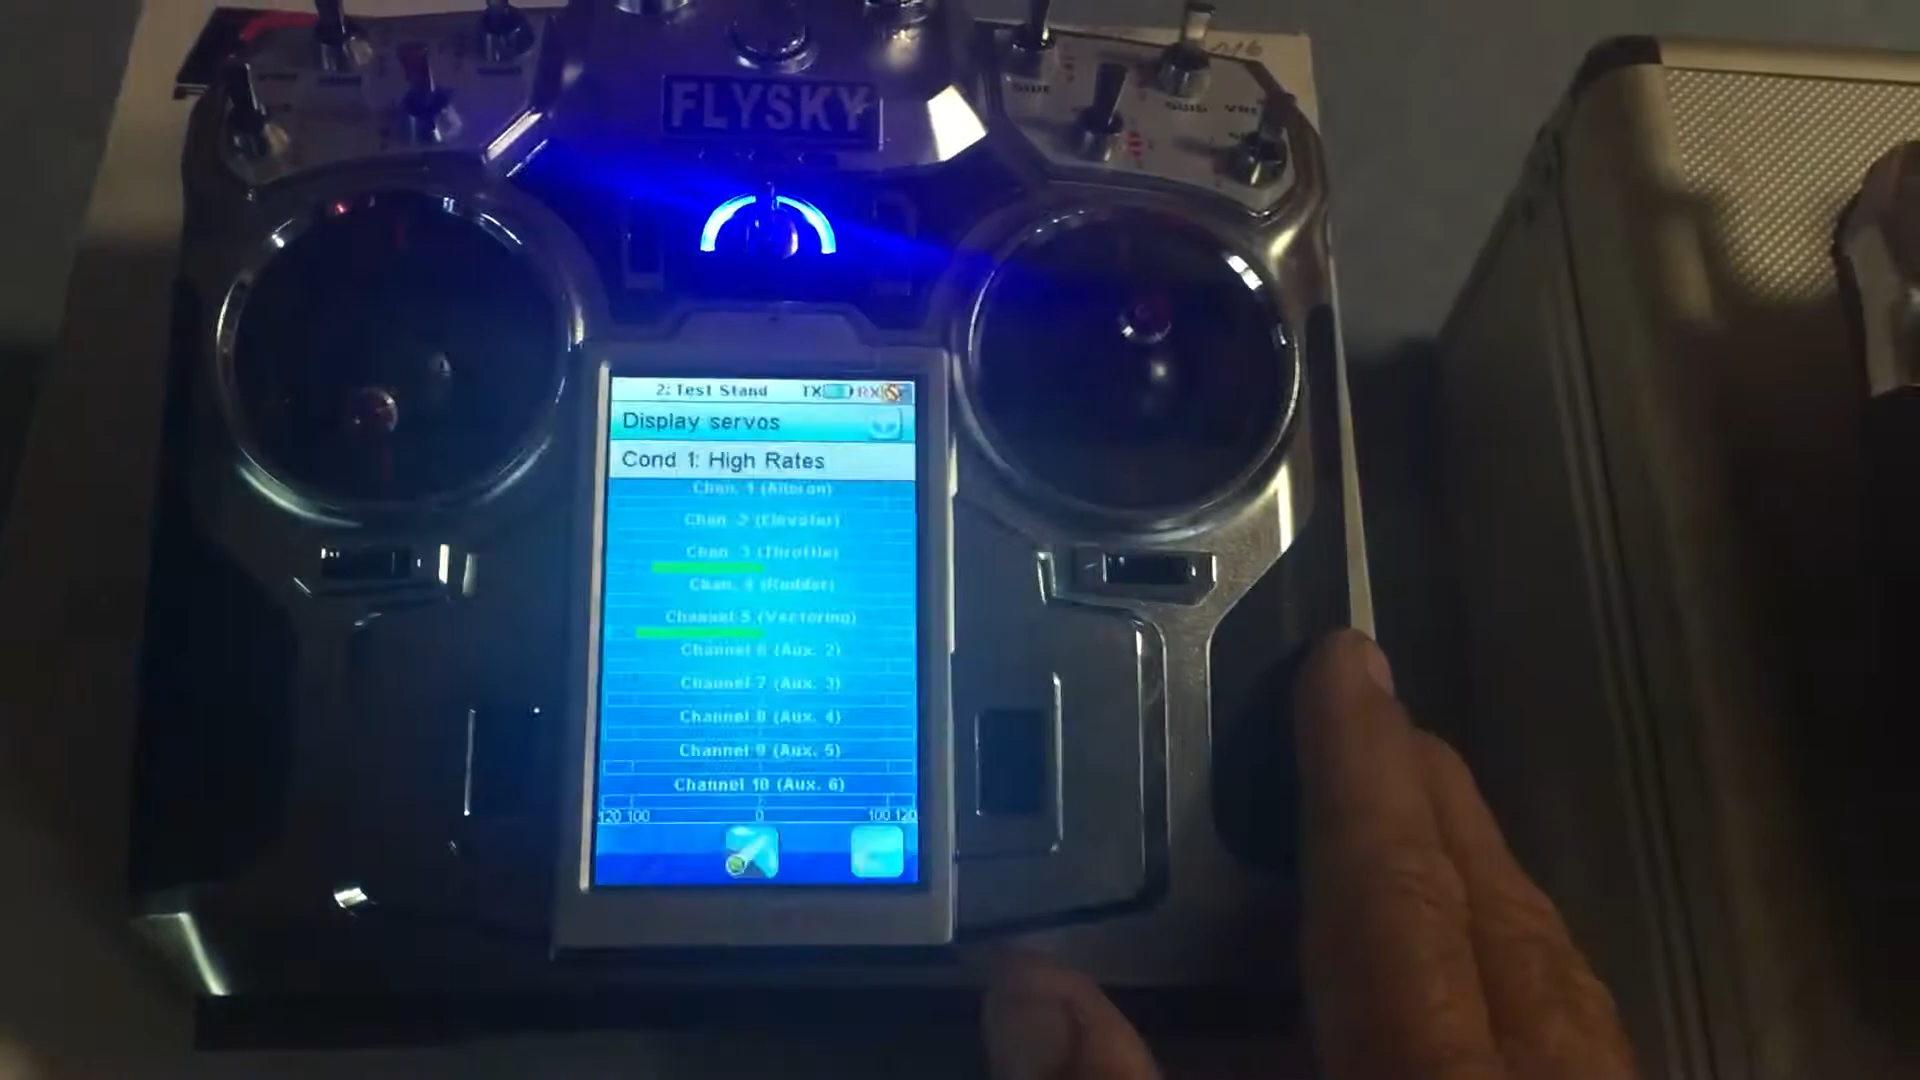 FLYSKY
2: Test Stand TX RX
Display servos
Cond 1: High Rates
Chan. 1 (Aileron)
Chan. 2 (Elevator)
Chan. 3 (Throttle)
Chan. 4 (Rudder)
Channel 5 (Vectoring)
Channel 6 (Aux. 2)
Channel 7 (Aux. 3)
Channel 8 (Aux. 4)
Channel 9 (Aux. 5)
Channel 10 (Aux. 6)
120 100 0 100 120